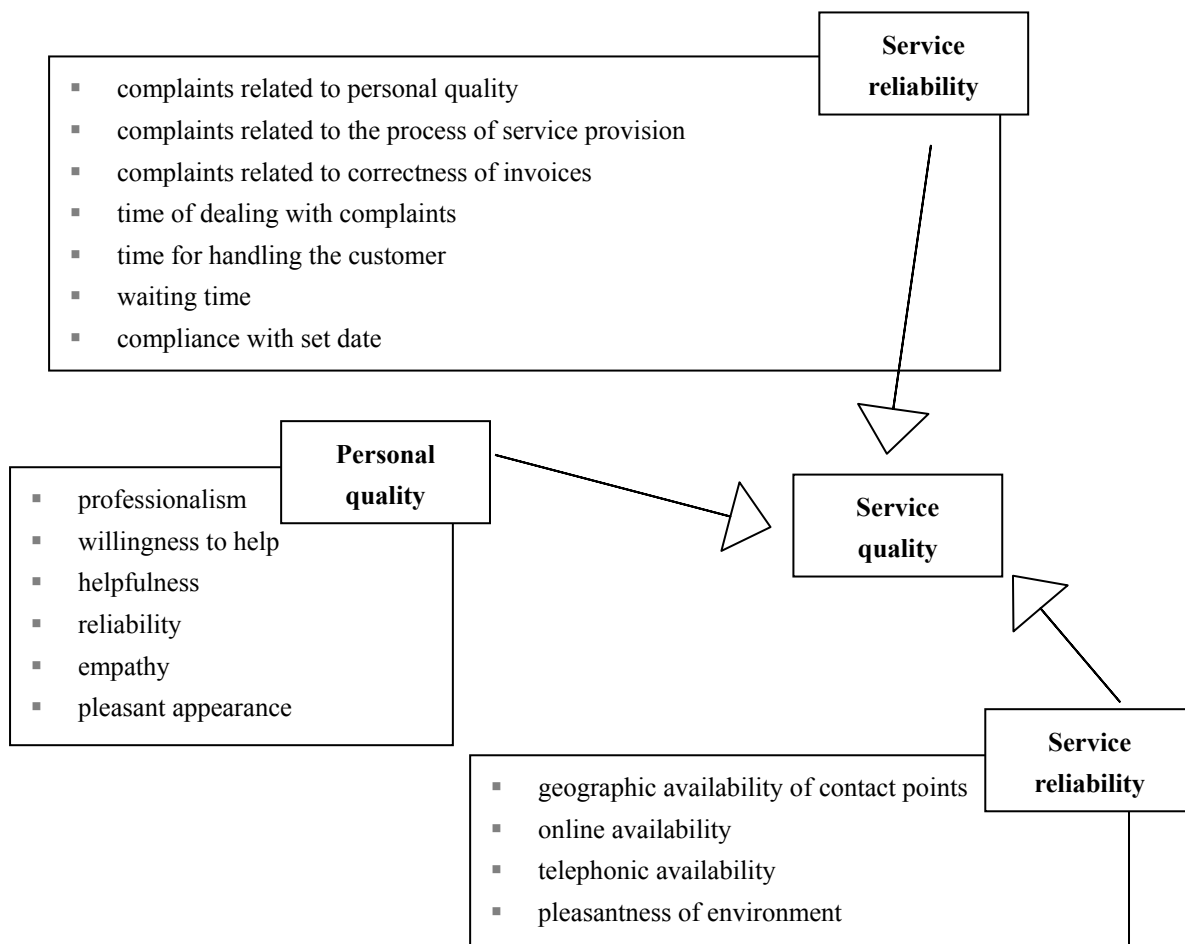 Service
reliability
▪ complaints related to personal quality
▪ complaints related to the process of service provision
▪ complaints related to correctness of invoices
▪ time of dealing with complaints
▪ time for handling the customer
▪ waiting time
▪ compliance with set date
Personal
quality
▪ professionalism
▪ willingness to help
▪ helpfulness
▪ reliability
▪ empathy
▪ pleasant appearance
Service
quality
Service
reliability
▪ geographic availability of contact points
▪ online availability
▪ telephonic availability
▪ pleasantness of environment